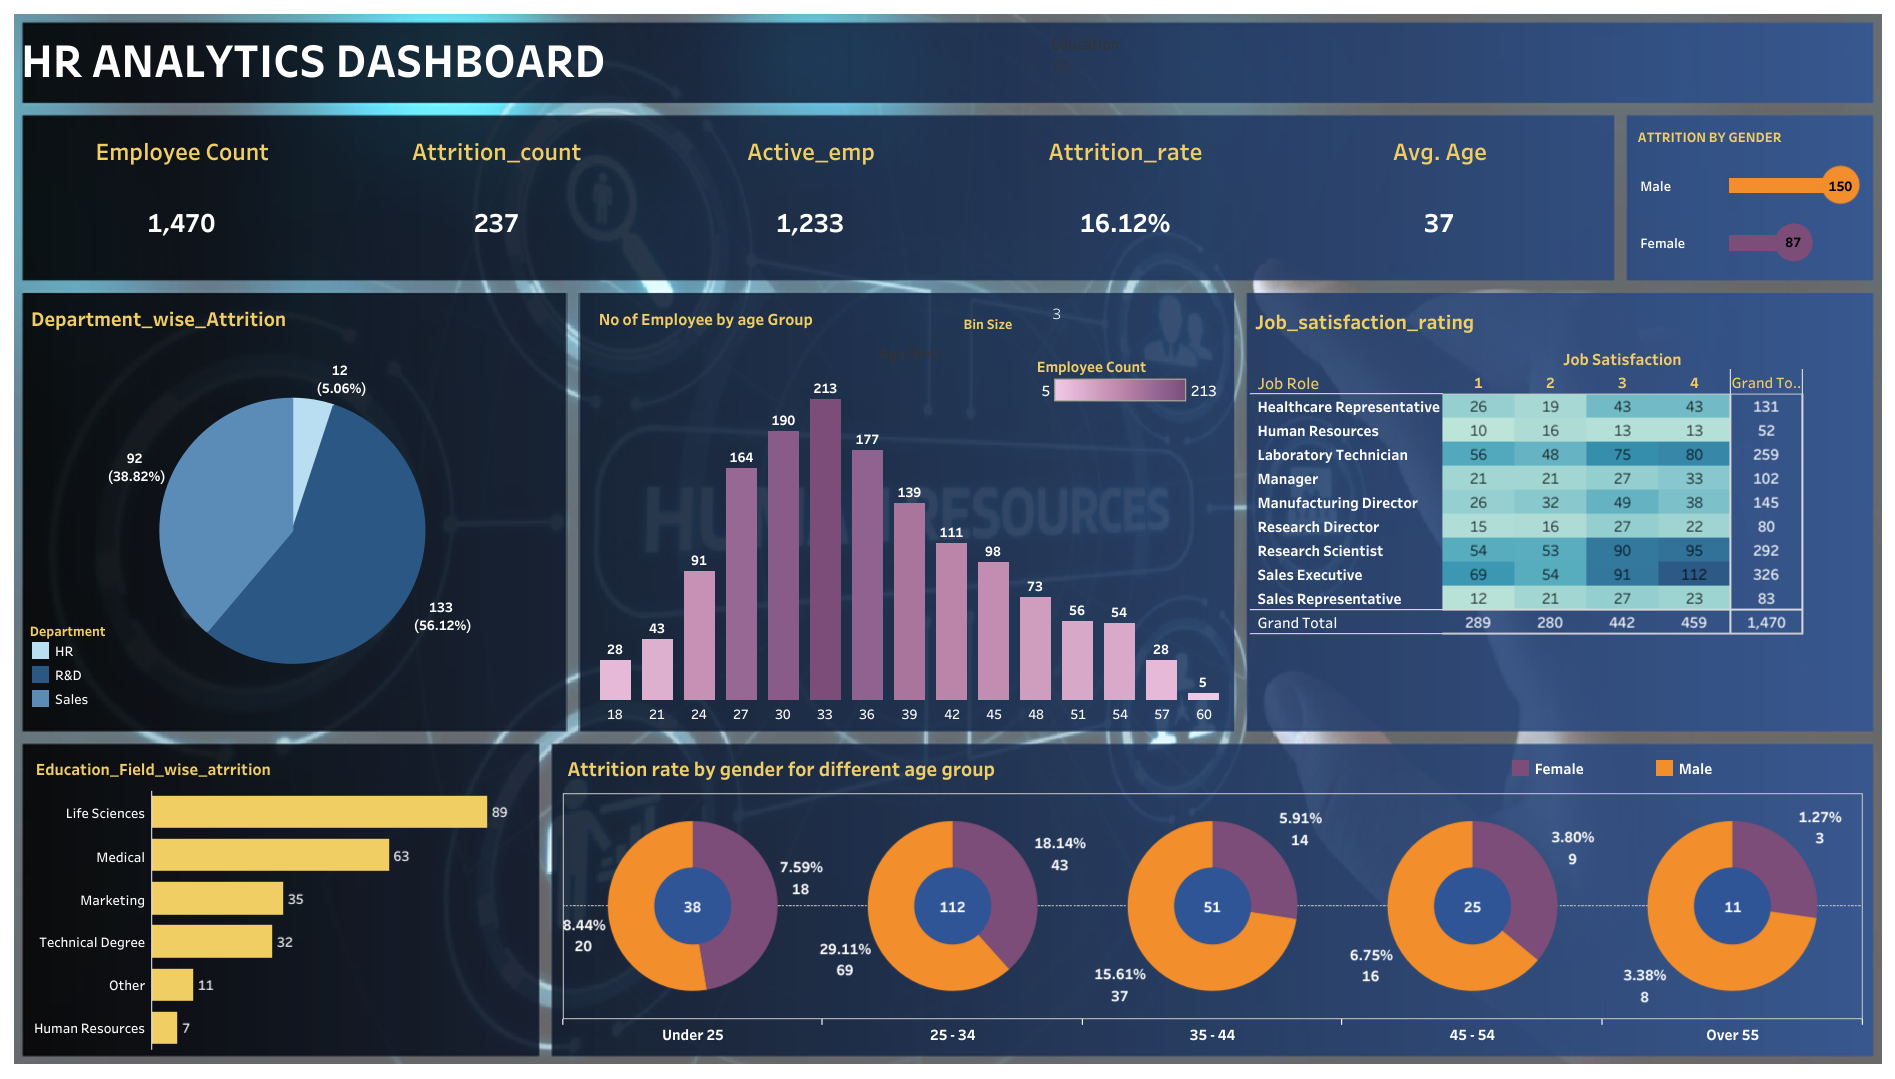 HR ANALYTICS DASHBOARD
Employee Count
Attrition_count
Active_emp
Attrition_rate
Avg. Age
1,470
237
1,233
16.12%
37
ATTRITION BY GENDER
Male 150
Female 87
Department_wise_Attrition
12
(5.06%)
92
(38.82%)
133
(56.12%)
Department
HR
R&D
Sales
No of Employee by age Group
Bin Size 3
Employee Count
5 213
28 43 91 164 190 213 177 139 111 98 73 56 54 28 5
18 21 24 27 30 33 36 39 42 45 48 51 54 57 60
HUMAN RESOURCES
Job_satisfaction_rating
Job Satisfaction
Job Role 1 2 3 4 Grand To..
Healthcare Representative 26 19 43 43 131
Human Resources 10 16 13 13 52
Laboratory Technician 56 48 75 80 259
Manager 21 21 27 33 102
Manufacturing Director 26 32 49 38 145
Research Director 15 16 27 22 80
Research Scientist 54 53 90 95 292
Sales Executive 69 54 91 112 326
Sales Representative 12 21 27 23 83
Grand Total 289 280 442 459 1,470
Education_Field_wise_atrrition
Life Sciences 89
Medical 63
Marketing 35
Technical Degree 32
Other 11
Human Resources 7
Attrition rate by gender for different age group
Female
Male
7.59%
18
38
8.44%
20
18.14%
43
112
29.11%
69
5.91%
14
51
15.61%
37
3.80%
9
25
6.75%
16
1.27%
3
11
3.38%
8
Under 25
25 - 34
35 - 44
45 - 54
Over 55